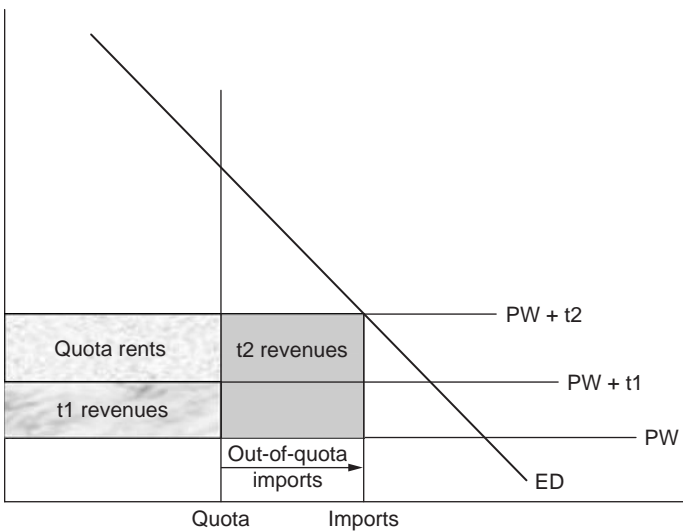 PW + t2
Quota rents
t2 revenues
PW + t1
t1 revenues
PW
Out-of-quota
imports
ED
Quota
Imports